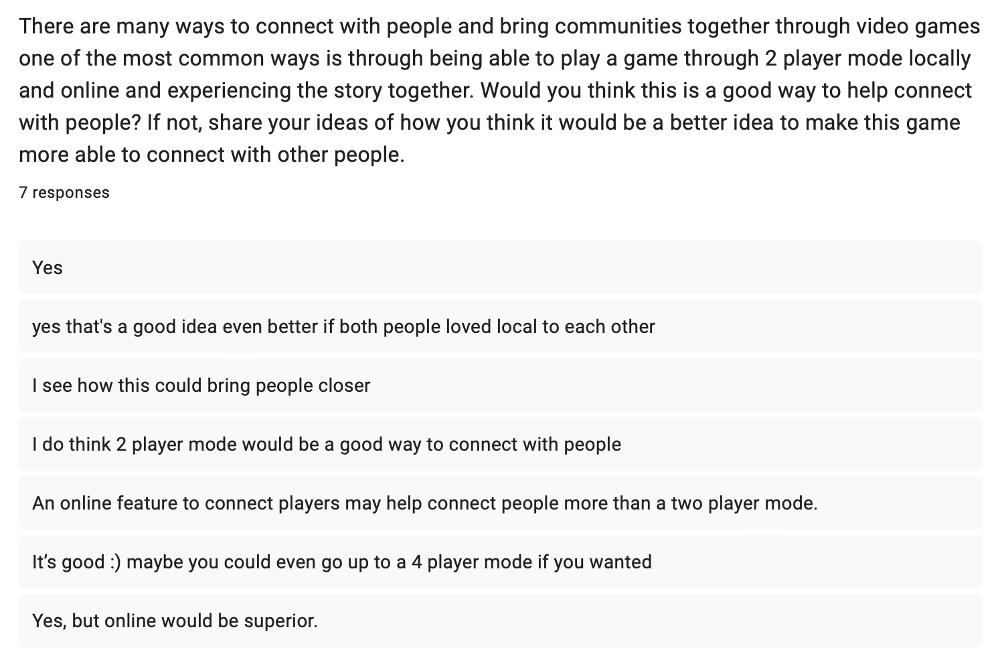 There are many ways to connect with people and bring communities together through video games
one of the most common ways is through being able to play a game through 2 player mode locally
and online and experiencing the story together. Would you think this is a good way to help connect
with people? If not, share your ideas of how you think it would be a better idea to make this game
more able to connect with other people.
7 responses
Yes
yes that's a good idea even better if both people loved local to each other
I see how this could bring people closer
I do think 2 player mode would be a good way to connect with people
An online feature to connect players may help connect people more than a two player mode.
It’s good :) maybe you could even go up to a 4 player mode if you wanted
Yes, but online would be superior.